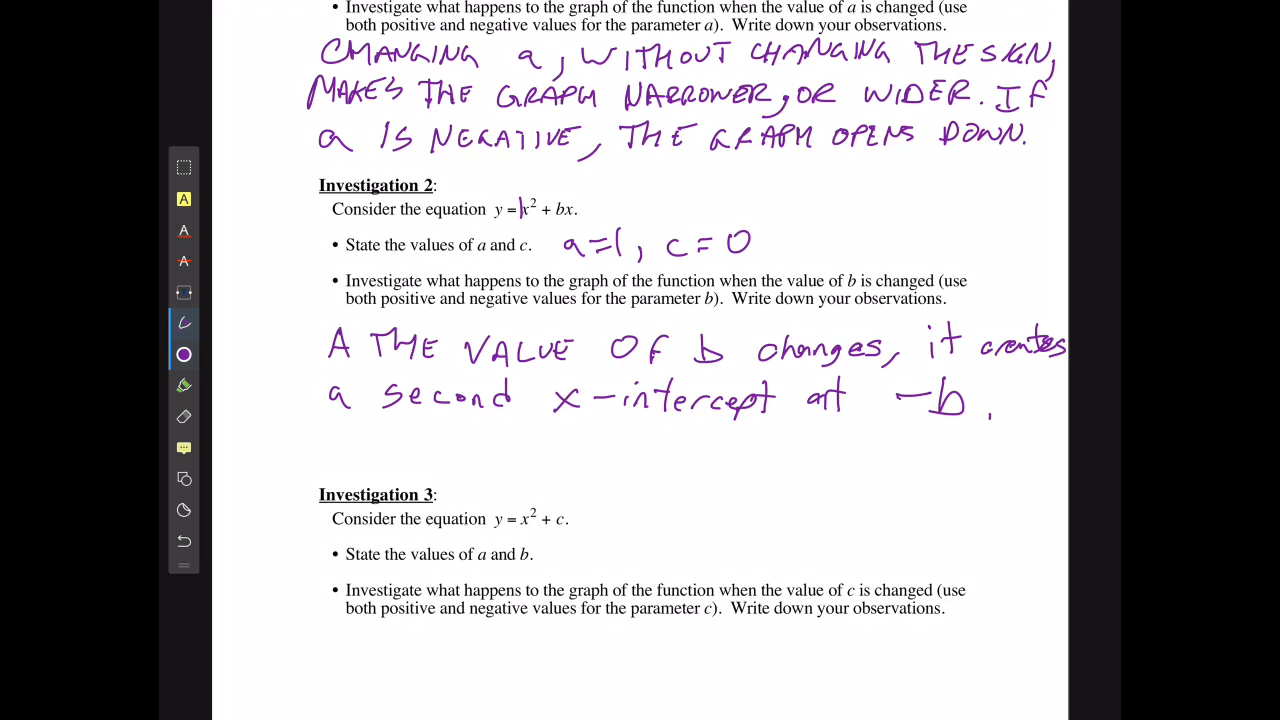 • Investigate what happens to the graph of the function when the value of a is changed (use
both positive and negative values for the parameter a). Write down your observations.
CHANGING a, WITHOUT CHANGING THE SIGN,
MAKES THE GRAPH NARROWER, OR WIDER. IF
a IS NEGATIVE, THE GRAPH OPENS DOWN.
Investigation 2:
Consider the equation y = 1x² + bx.
• State the values of a and c. a=1, c=0
• Investigate what happens to the graph of the function when the value of b is changed (use
both positive and negative values for the parameter b). Write down your observations.
A THE VALUE OF b changes, it creates
a second x-intercept at -b.
Investigation 3:
Consider the equation y = x² + c.
• State the values of a and b.
• Investigate what happens to the graph of the function when the value of c is changed (use
both positive and negative values for the parameter c). Write down your observations.